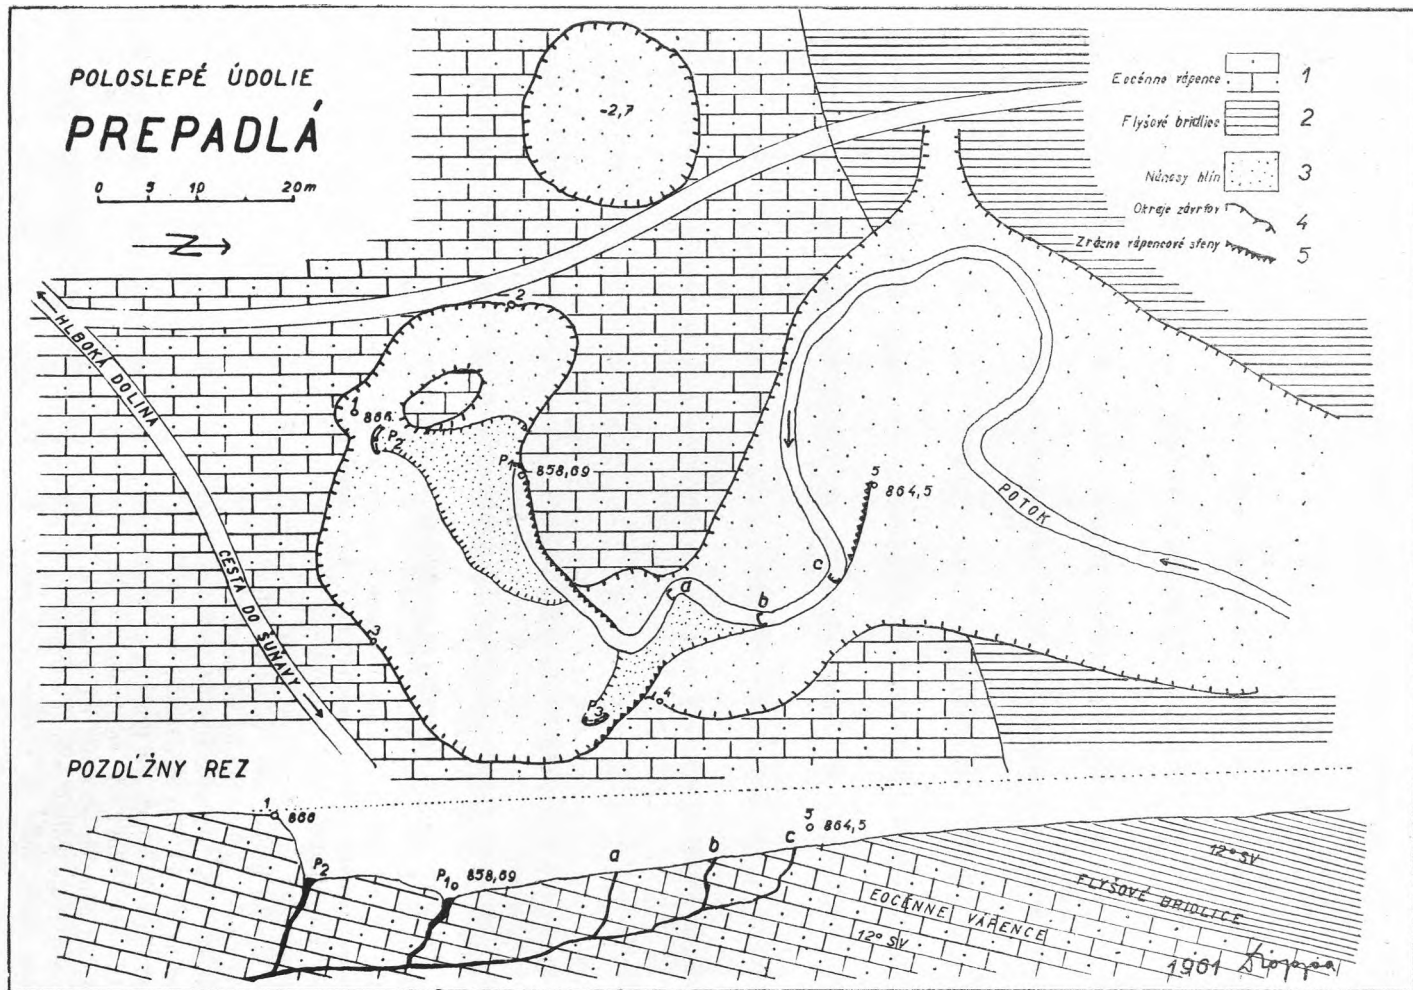 POLOSLEPÉ ÚDOLIE
PREPADLÁ
0 5 10 20 m
-2,7
Eocénne vápence 1
Flyšové bridlice 2
Nánosy hlín 3
Okraje závrtov 4
Zrázne vápencové steny 5
HLBOKÁ DOLINA
CESTA DO ŠUŇAVY
2
1
866
P2
P1
858,69
5
864,5
POTOK
c
a
b
3
4
P3
POZDĹŽNY REZ
1
866
5
864,5
P2
P1
858,69
a
b
c
12° SV
FLYŠOVÉ BRIDLICE
EOCÉNNE VÁPENCE
12° SV
1961